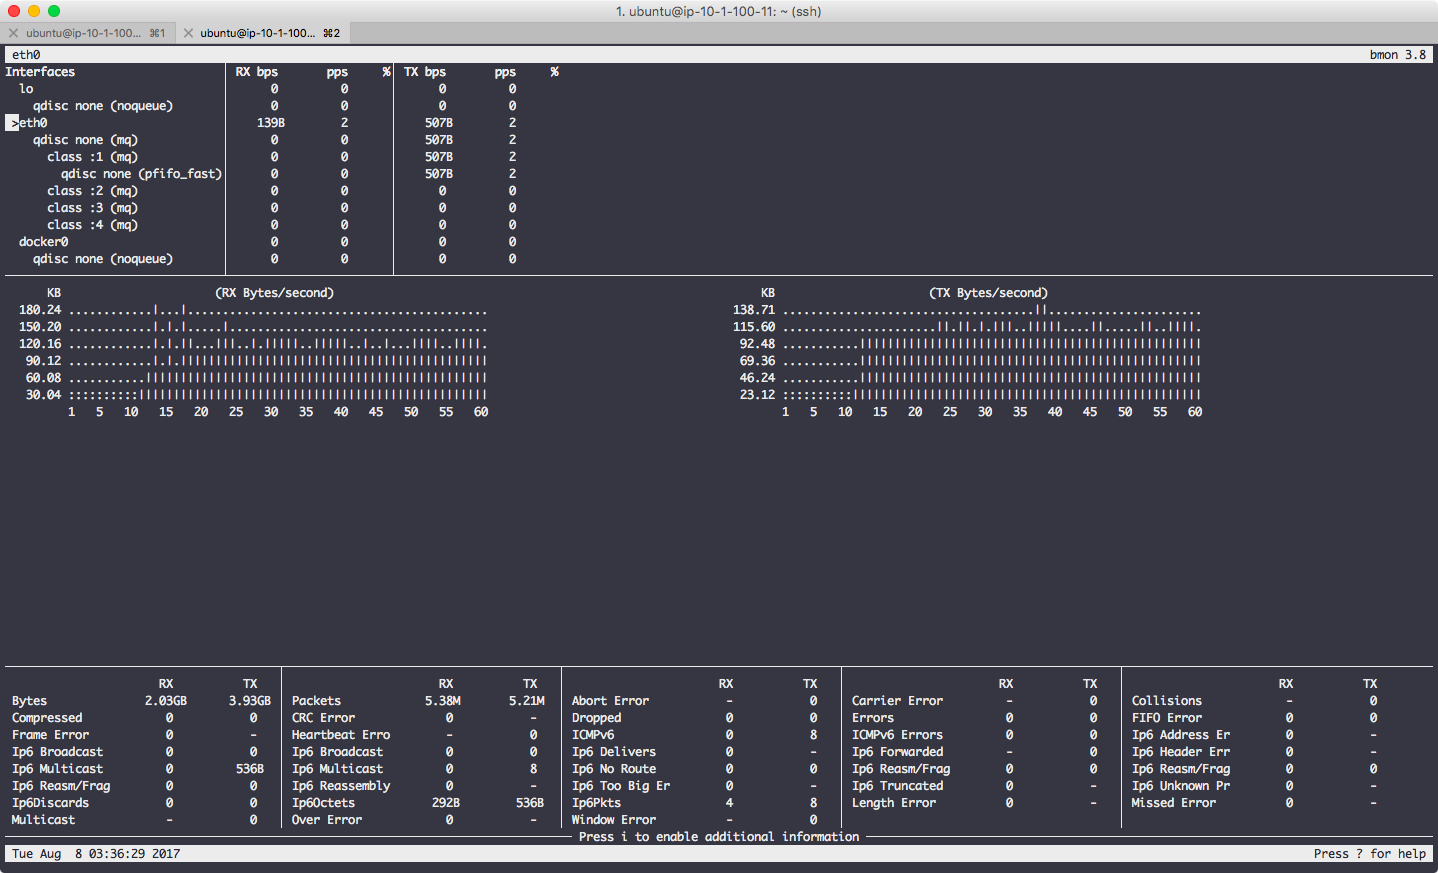 1. ubuntu@ip-10-1-100-11: ~ (ssh)
ubuntu@ip-10-1-100... ⌘1 ubuntu@ip-10-1-100... ⌘2
eth0 bmon 3.8
Interfaces RX bps pps % TX bps pps %
lo 0 0 0 0
qdisc none (noqueue) 0 0 0 0
>eth0 139B 2 507B 2
qdisc none (mq) 0 0 507B 2
class :1 (mq) 0 0 507B 2
qdisc none (pfifo_fast) 0 0 507B 2
class :2 (mq) 0 0 0 0
class :3 (mq) 0 0 0 0
class :4 (mq) 0 0 0 0
docker0 0 0 0 0
qdisc none (noqueue) 0 0 0 0
KB (RX Bytes/second) KB (TX Bytes/second)
180.24 138.71
150.20 115.60
120.16 92.48
90.12 69.36
60.08 46.24
30.04 23.12
1 5 10 15 20 25 30 35 40 45 50 55 60 1 5 10 15 20 25 30 35 40 45 50 55 60
RX TX RX TX RX TX RX TX RX TX
Bytes 2.03GB 3.93GB Packets 5.38M 5.21M Abort Error - 0 Carrier Error - 0 Collisions - 0
Compressed 0 0 CRC Error 0 - Dropped 0 0 Errors 0 0 FIFO Error 0 0
Frame Error 0 - Heartbeat Erro - 0 ICMPv6 0 8 ICMPv6 Errors 0 0 Ip6 Address Er 0 -
Ip6 Broadcast 0 0 Ip6 Broadcast 0 0 Ip6 Delivers 0 - Ip6 Forwarded - 0 Ip6 Header Err 0 -
Ip6 Multicast 0 536B Ip6 Multicast 0 8 Ip6 No Route 0 0 Ip6 Reasm/Frag 0 0 Ip6 Reasm/Frag 0 0
Ip6 Reasm/Frag 0 0 Ip6 Reassembly 0 - Ip6 Too Big Er 0 - Ip6 Truncated 0 - Ip6 Unknown Pr 0 -
Ip6Discards 0 0 Ip6Octets 292B 536B Ip6Pkts 4 8 Length Error 0 - Missed Error 0 -
Multicast - 0 Over Error 0 - Window Error - 0
Press i to enable additional information
Tue Aug 8 03:36:29 2017 Press ? for help